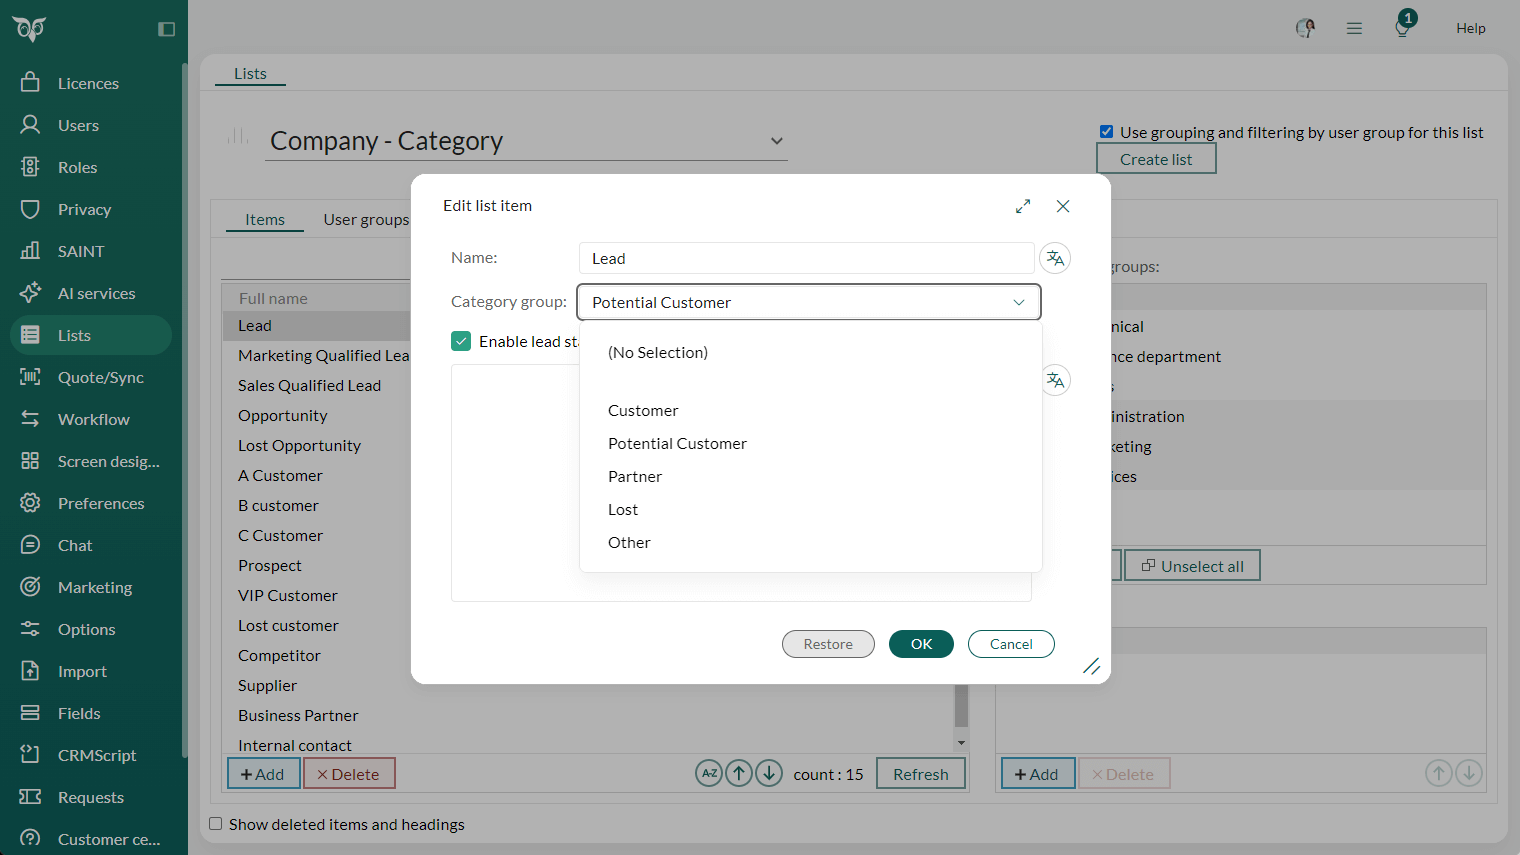 1
Help
Licences
Users
Roles
Privacy
SAINT
AI services
Lists
Quote/Sync
Workflow
Screen desig...
Preferences
Chat
Marketing
Options
Import
Fields
CRMScript
Requests
Customer ce...
Lists
Company - Category
Use grouping and filtering by user group for this list
Create list
Items
User groups
Full name
Lead
Marketing Qualified Lea
Sales Qualified Lead
Opportunity
Lost Opportunity
A Customer
B customer
C Customer
Prospect
VIP Customer
Lost customer
Competitor
Supplier
Business Partner
Internal contact
Add
Delete
A-Z
count : 15
Refresh
Show deleted items and headings
Edit list item
Name:
Lead
Category group:
Potential Customer
Enable lead sta
(No Selection)
Customer
Potential Customer
Partner
Lost
Other
Restore
OK
Cancel
groups:
nical
nce department
s
inistration
keting
ices
Unselect all
Add
Delete